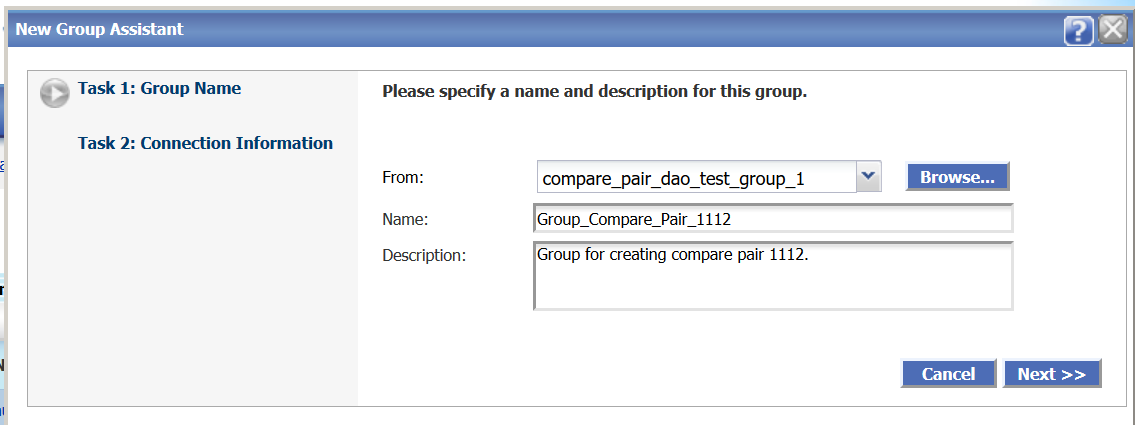 New Group Assistant
?
Task 1: Group Name
Task 2: Connection Information
Please specify a name and description for this group.
From: compare_pair_dao_test_group_1 Browse...
Name: Group_Compare_Pair_1112
Description: Group for creating compare pair 1112.
Cancel Next >>